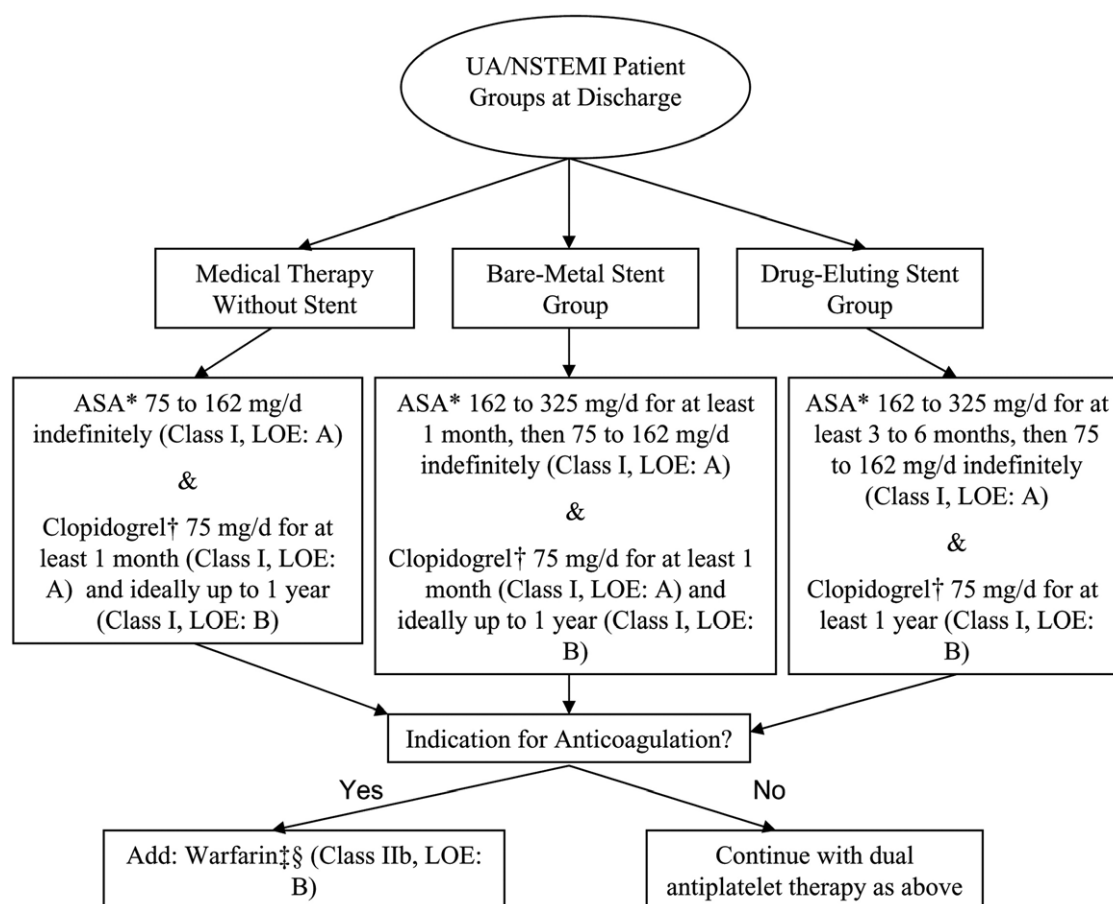 UA/NSTEMI Patient
Groups at Discharge
Medical Therapy
Without Stent
Bare-Metal Stent
Group
Drug-Eluting Stent
Group
ASA* 75 to 162 mg/d
indefinitely (Class I, LOE: A)
&
Clopidogrel† 75 mg/d for at
least 1 month (Class I, LOE:
A) and ideally up to 1 year
(Class I, LOE: B)
ASA* 162 to 325 mg/d for at least
1 month, then 75 to 162 mg/d
indefinitely (Class I, LOE: A)
&
Clopidogrel† 75 mg/d for at least 1
month (Class I, LOE: A) and
ideally up to 1 year (Class I, LOE:
B)
ASA* 162 to 325 mg/d for at
least 3 to 6 months, then 75
to 162 mg/d indefinitely
(Class I, LOE: A)
&
Clopidogrel† 75 mg/d for at
least 1 year (Class I, LOE:
B)
Indication for Anticoagulation?
Yes
No
Add: Warfarin‡§ (Class IIb, LOE:
B)
Continue with dual
antiplatelet therapy as above